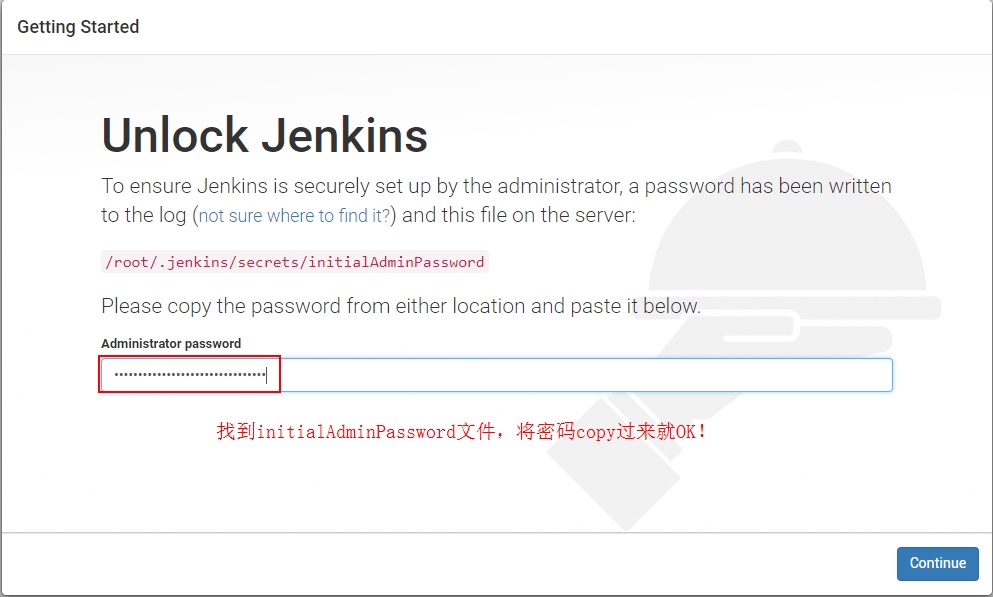 Getting Started
Unlock Jenkins
To ensure Jenkins is securely set up by the administrator, a password has been written
to the log (not sure where to find it?) and this file on the server:
/root/.jenkins/secrets/initialAdminPassword
Please copy the password from either location and paste it below.
Administrator password
找到initialAdminPassword文件，将密码copy过来就OK!
Continue